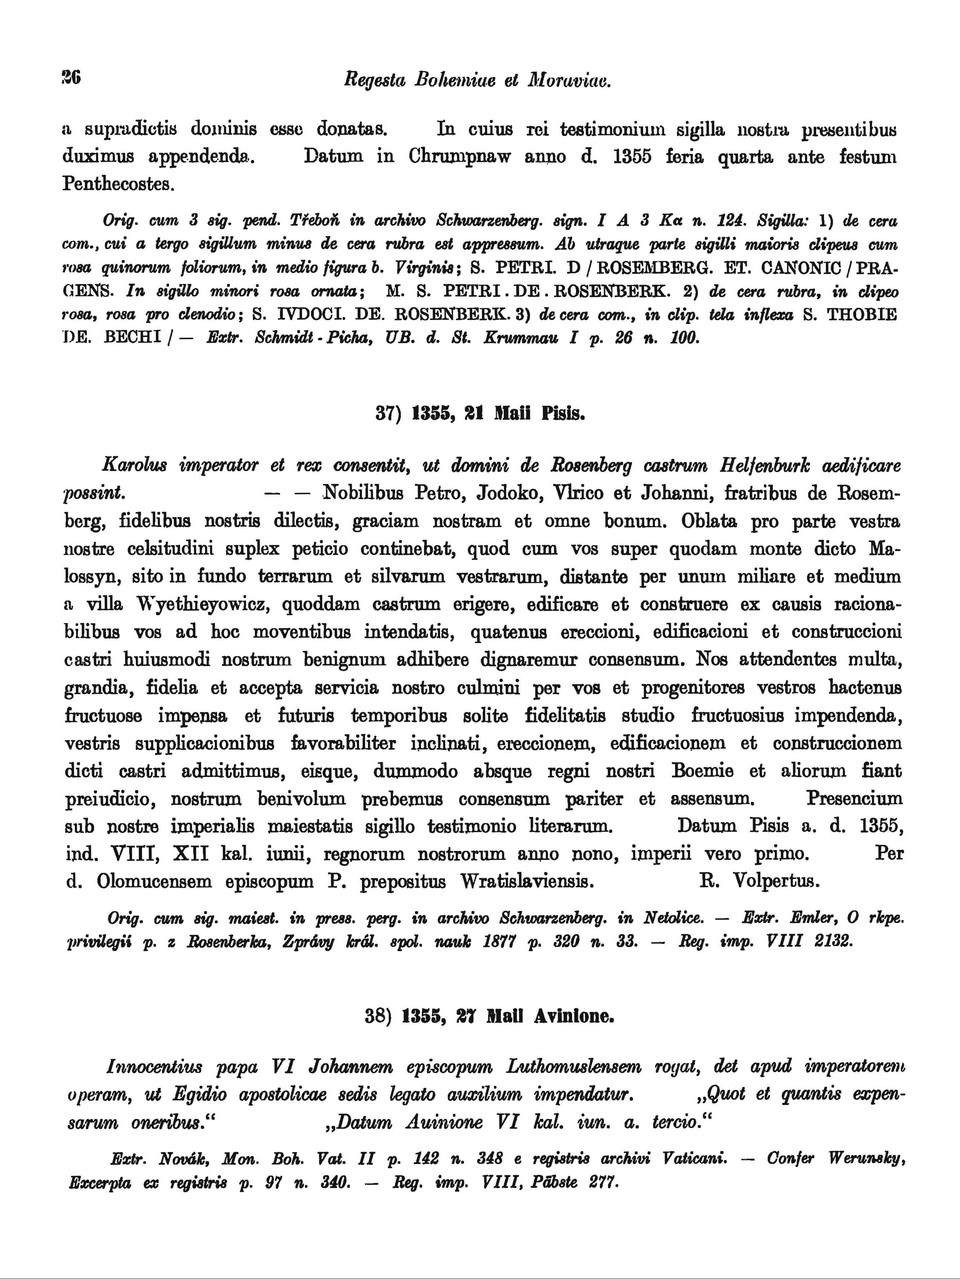 26
Regesta Bohemiae et Moraviae.
a supradictis dominis esse donatas. In cuius rei testimonium sigilla nostra presentibus
duximus appendenda. Datum in Chrumpnaw anno d. 1355 feria quarta ante festum
Penthecostes.
Orig. cum 3 sig. pend. Třeboň in archivo Schwarzenberg. sign. I A 3 Kα n. 124. Sigilla: 1) de cera
com., cui a tergo sigillum minus de cera rubra est appressum. Ab utraque parte sigilli maioris clipeus cum
rosa quinorum foliorum, in medio figura b. Virginis; S. PETRI. D / ROSEMBERG. ET. CANONIC / PRA-
GENS. In sigillo minori rosa ornata; M. S. PETRI . DE . ROSENBERK. 2) de cera rubra, in clipeo
rosa, rosa pro clenodio; S. IVDOCI. DE. ROSENBERK. 3) de cera com., in clip. tela inflexa S. THOBIE
DE. BECHI / — Extr. Schmidt - Picha, UB. d. St. Krummau I p. 26 n. 100.
37) 1355, 21 Maii Pisis.
Karolus imperator et rex consentit, ut domini de Rosenberg castrum Helfenburk aedificare
possint. — — Nobilibus Petro, Jodoko, Vlrico et Johanni, fratribus de Rosem-
berg, fidelibus nostris dilectis, graciam nostram et omne bonum. Oblata pro parte vestra
nostre celsitudini suplex peticio continebat, quod cum vos super quodam monte dicto Ma-
lossyn, sito in fundo terrarum et silvarum vestrarum, distante per unum miliare et medium
a villa Wyethieyowicz, quoddam castrum erigere, edificare et construere ex causis raciona-
bilibus vos ad hoc moventibus intendatis, quatenus ereccioni, edificacioni et construccioni
castri huiusmodi nostrum benignum adhibere dignaremur consensum. Nos attendentes multa,
grandia, fidelia et accepta servicia nostro culmini per vos et progenitores vestros hactenus
fructuose impensa et futuris temporibus solite fidelitatis studio fructuosius impendenda,
vestris supplicacionibus favorabiliter inclinati, ereccionem, edificacionem et construccionem
dicti castri admittimus, eisque, dummodo absque regni nostri Boemie et aliorum fiant
preiudicio, nostrum benivolum prebemus consensum pariter et assensum. Presencium
sub nostre imperialis maiestatis sigillo testimonio literarum. Datum Pisis a. d. 1355,
ind. VIII, XII kal. iunii, regnorum nostrorum anno nono, imperii vero primo. Per
d. Olomucensem episcopum P. prepositus Wratislaviensis. R. Volpertus.
Orig. cum sig. maiest. in press. perg. in archivo Schwarzenberg. in Netolice. — Extr. Emler, O rkpe.
privilegií p. z Rosenberka, Zprávy král. spol. nauk 1877 p. 320 n. 33. — Reg. imp. VIII 2132.
38) 1355, 27 Maii Avinione.
Innocentius papa VI Johannem episcopum Luthomuslensem rogat, det apud imperatorem
operam, ut Egidio apostolicae sedis legato auxilium impendatur. „Quot et quantis expen-
sarum oneribus.“ „Datum Auinione VI kal. iun. a. tercio.“
Extr. Novák, Mon. Boh. Vat. II p. 142 n. 348 e registris archivi Vaticani. — Confer Werunsky,
Excerpta ex registris p. 97 n. 340. — Reg. imp. VIII, Päbste 277.